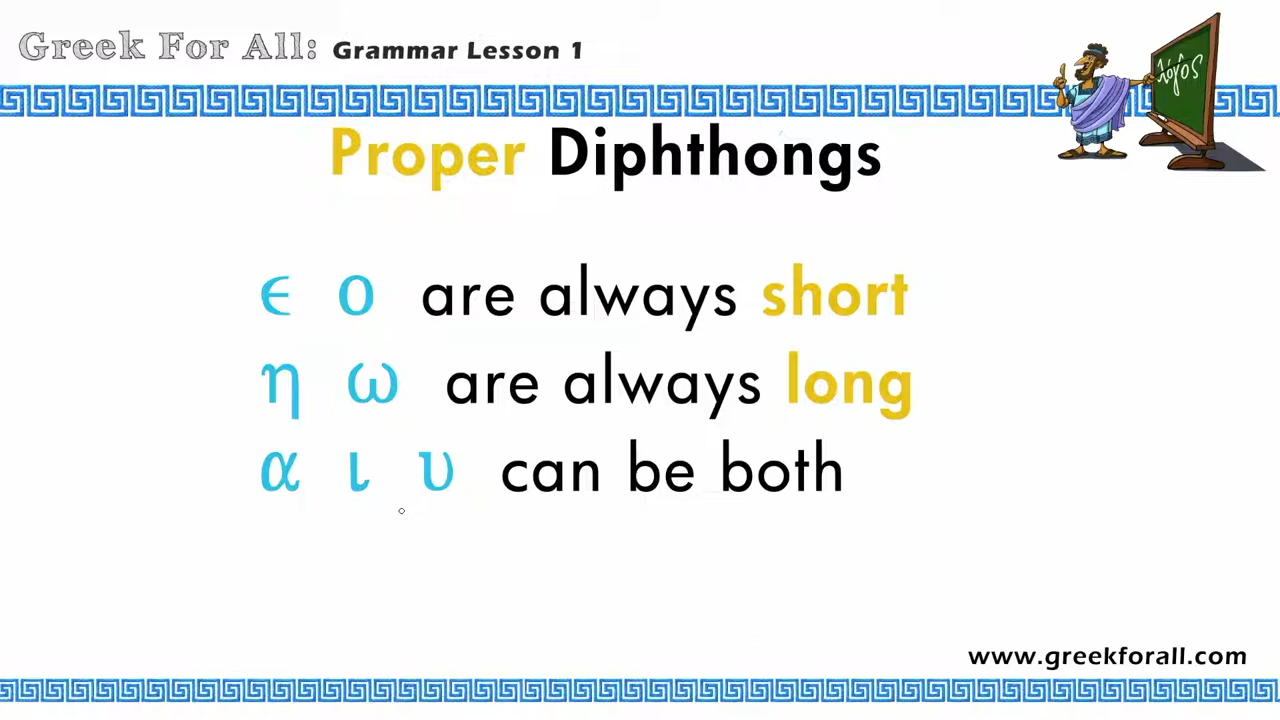 Greek For All: Grammar Lesson 1
λόγος
Proper Diphthongs
ϵ ο are always short
η ω are always long
α ι υ can be both
www.greekforall.com